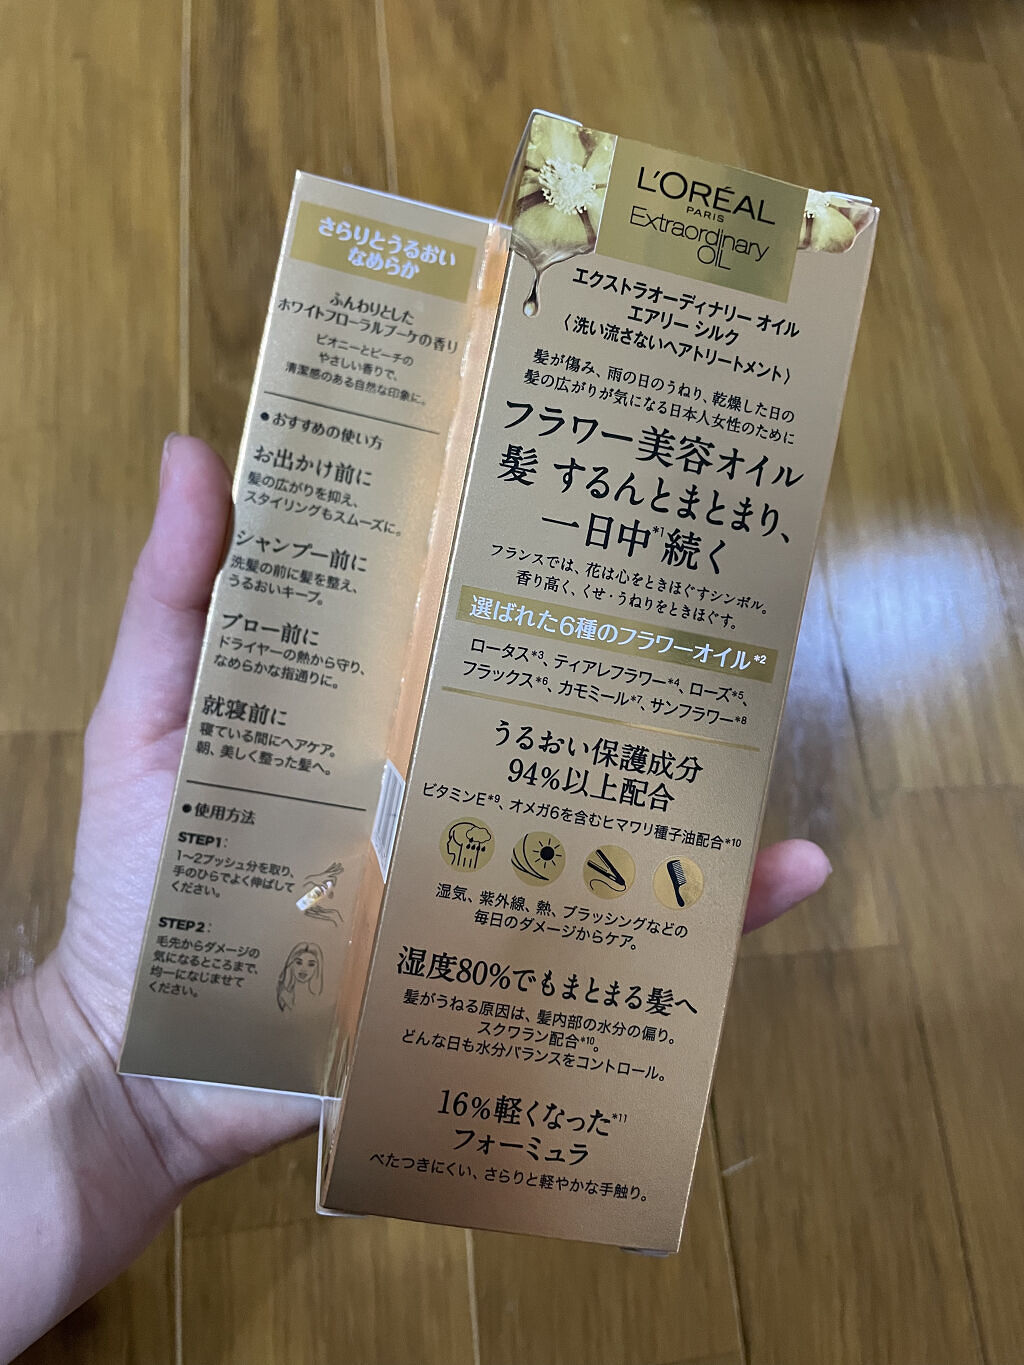 さらりとうるおい
なめらか
ふんわりとした
ホワイトフローラルブーケの香り
ピオニーとピーチの
やさしい香りで、
清潔感のある自然な印象に。
●おすすめの使い方
お出かけ前に
髪の広がりを抑え、
スタイリングもスムーズに。
シャンプー前に
洗髪の前に髪を整え、
うるおいキープ。
ブロー前に
ドライヤーの熱から守り、
なめらかな指通りに。
就寝前に
寝ている間にヘアケア。
朝、美しく整った髪へ。
●使用方法
STEP1:
1〜2プッシュ分を取り、
手のひらでよく伸ばして
ください。
STEP2:
毛先からダメージの
気になるところまで、
均一になじませて
ください。
L'ORÉAL
PARIS
Extraordinary
OIL
エクストラオーディナリー オイル
エアリー シルク
〈洗い流さないヘアトリートメント〉
髪が傷み、雨の日のうねり、乾燥した日の
髪の広がりが気になる日本人女性のために
フラワー美容オイル
髪 するんとまとまり、
一日中*1続く
フランスでは、花は心をときほぐすシンボル。
香り高く、くせ・うねりをときほぐす。
選ばれた6種のフラワーオイル*2
ロータス*3、ティアレフラワー*4、ローズ*5、
フラックス*6、カモミール*7、サンフラワー*8
うるおい保護成分
94%以上配合
ビタミンE*9、オメガ6を含むヒマワリ種子油配合*10
湿気、紫外線、熱、ブラッシングなどの
毎日のダメージからケア。
湿度80%でもまとまる髪へ
髪がうねる原因は、髪内部の水分の偏り。
スクワラン配合*10。
どんな日も水分バランスをコントロール。
16%軽くなった*11
フォーミュラ
べたつきにくい、さらりと軽やかな手触り。